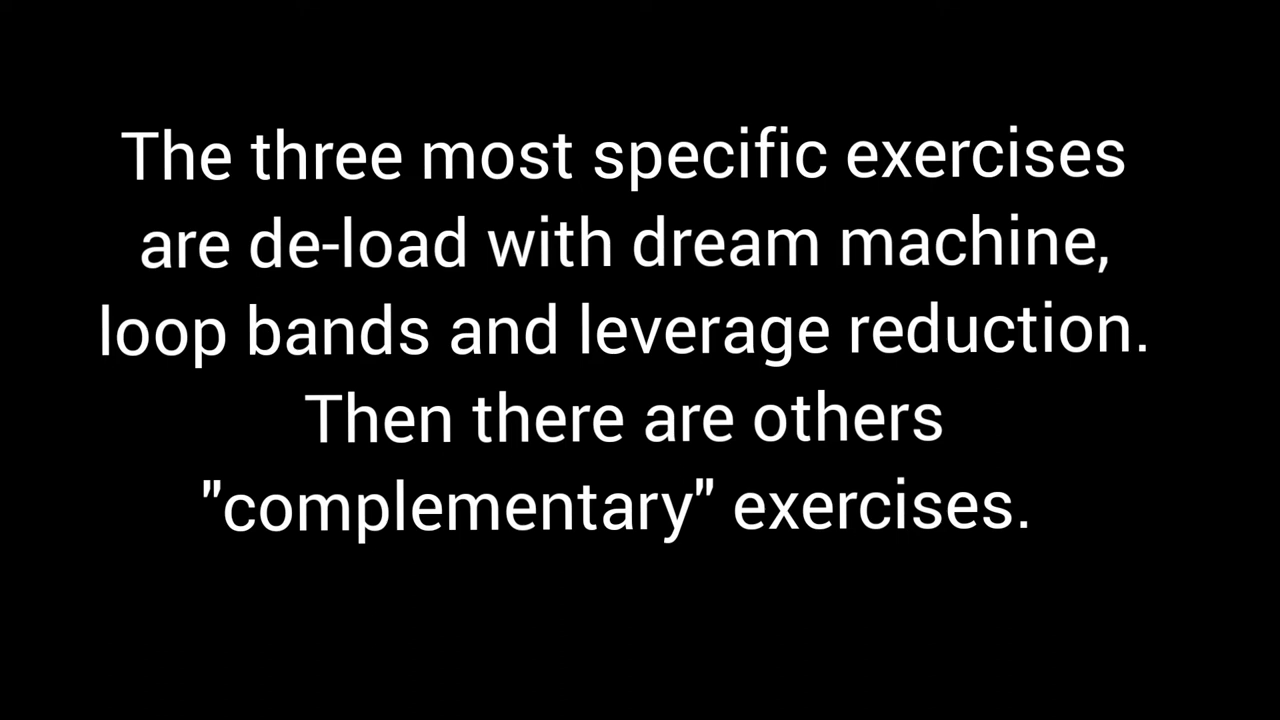 The three most specific exercises
are de-load with dream machine,
loop bands and leverage reduction.
Then there are others
"complementary" exercises.